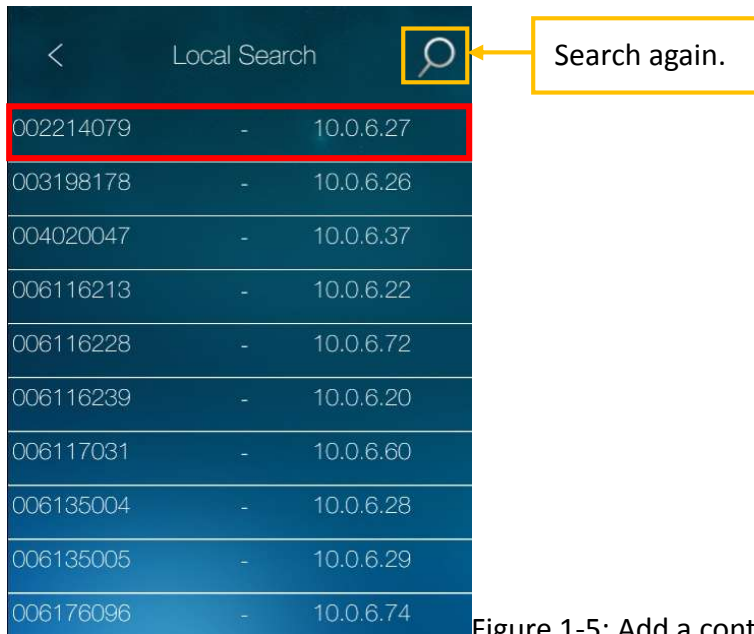 Local Search
Search again.
002214079 - 10.0.6.27
003198178 - 10.0.6.26
004020047 - 10.0.6.37
006116213 - 10.0.6.22
006116228 - 10.0.6.72
006116239 - 10.0.6.20
006117031 - 10.0.6.60
006135004 - 10.0.6.28
006135005 - 10.0.6.29
006176096 - 10.0.6.74
Figure 1-5: Add a cont